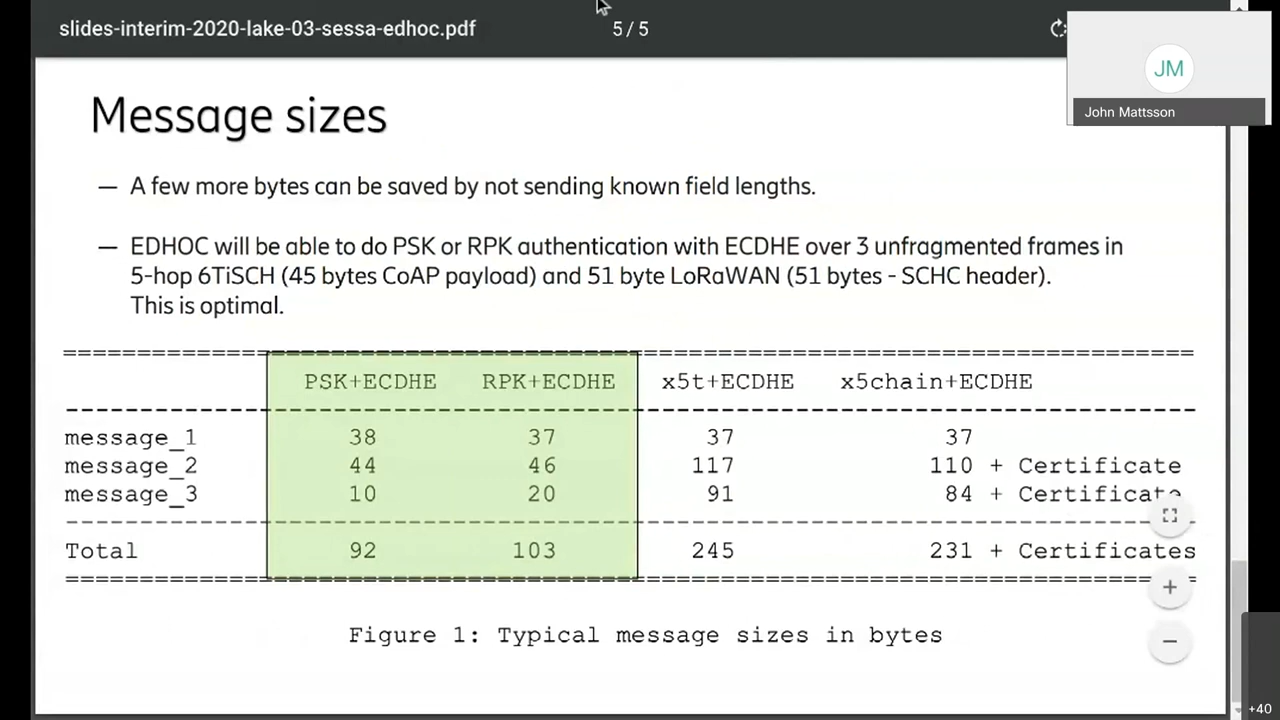 slides-interim-2020-lake-03-sessa-edhoc.pdf 5 / 5
JM
John Mattsson
Message sizes
— A few more bytes can be saved by not sending known field lengths.
— EDHOC will be able to do PSK or RPK authentication with ECDHE over 3 unfragmented frames in
5-hop 6TiSCH (45 bytes CoAP payload) and 51 byte LoRaWAN (51 bytes - SCHC header).
This is optimal.
PSK+ECDHE RPK+ECDHE x5t+ECDHE x5chain+ECDHE
message_1 38 37 37 37
message_2 44 46 117 110 + Certificate
message_3 10 20 91 84 + Certificate
Total 92 103 245 231 + Certificates
Figure 1: Typical message sizes in bytes
+40